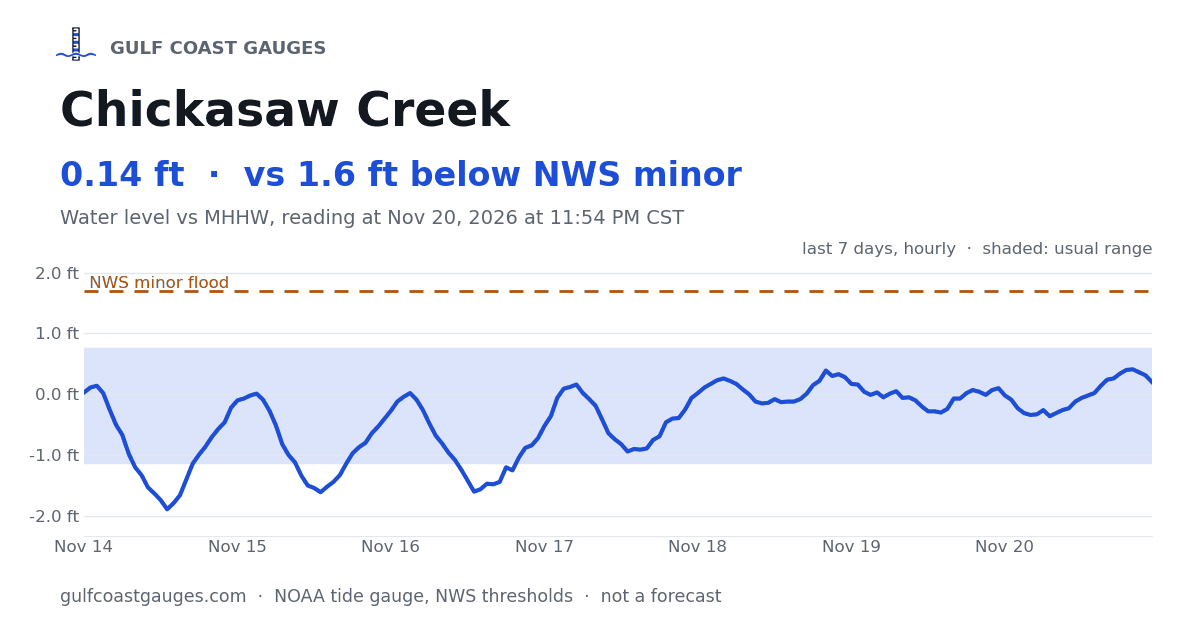 GULF COAST GAUGES
Chickasaw Creek
0.14 ft · vs 1.6 ft below NWS minor
Water level vs MHHW, reading at Nov 20, 2026 at 11:54 PM CST
last 7 days, hourly · shaded: usual range
2.0 ft
NWS minor flood
1.0 ft
0.0 ft
-1.0 ft
-2.0 ft
Nov 14 Nov 15 Nov 16 Nov 17 Nov 18 Nov 19 Nov 20
gulfcoastgauges.com · NOAA tide gauge, NWS thresholds · not a forecast